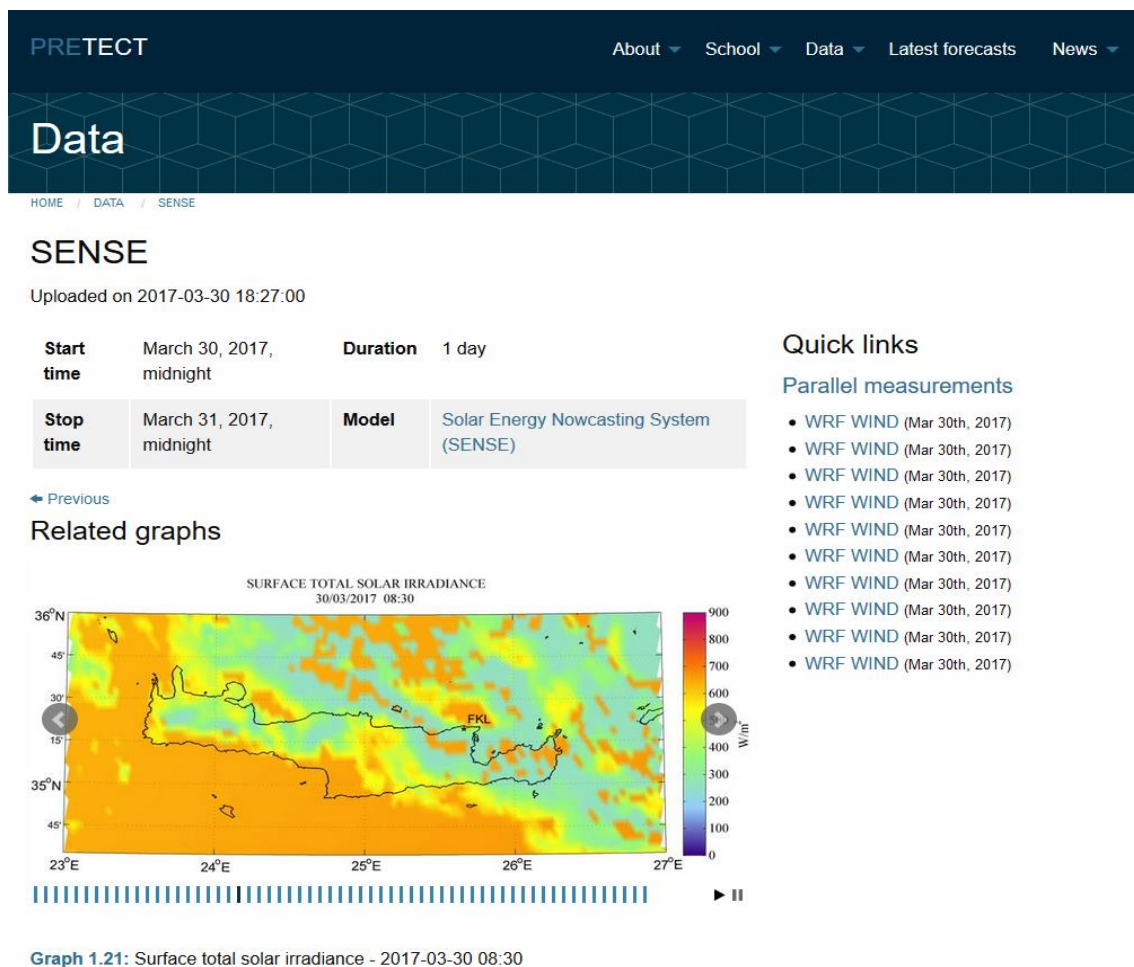 PRETECT
About School Data Latest forecasts News
Data
HOME / DATA / SENSE
SENSE
Uploaded on 2017-03-30 18:27:00
Start time March 30, 2017, midnight Duration 1 day
Stop time March 31, 2017, midnight Model Solar Energy Nowcasting System (SENSE)
Previous
Related graphs
SURFACE TOTAL SOLAR IRRADIANCE
30/03/2017 08:30
36°N
45'
30'
15'
35°N
45'
23°E 24°E 25°E 26°E 27°E
FKL
900
800
700
600
400
300
200
100
0
W/m²
Graph 1.21: Surface total solar irradiance - 2017-03-30 08:30
Quick links
Parallel measurements
WRF WIND (Mar 30th, 2017)
WRF WIND (Mar 30th, 2017)
WRF WIND (Mar 30th, 2017)
WRF WIND (Mar 30th, 2017)
WRF WIND (Mar 30th, 2017)
WRF WIND (Mar 30th, 2017)
WRF WIND (Mar 30th, 2017)
WRF WIND (Mar 30th, 2017)
WRF WIND (Mar 30th, 2017)
WRF WIND (Mar 30th, 2017)